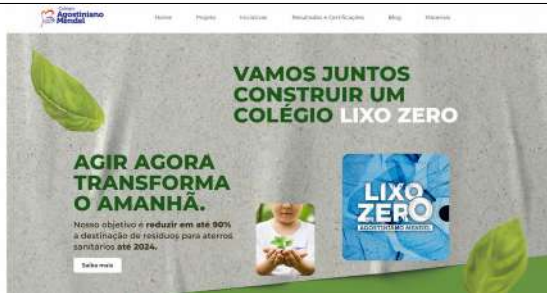 Colégio
Agostiniano
Mendel
Home Projeto Iniciativas Resultados e Certificações Blog Materiais
VAMOS JUNTOS
CONSTRUIR UM
COLÉGIO LIXO ZERO
AGIR AGORA
TRANSFORMA
O AMANHÃ.
Nosso objetivo é reduzir em até 90%
a destinação de resíduos para aterros
sanitários até 2024.
Saiba mais
LIXO
ZERO
AGOSTINIANO MENDEL